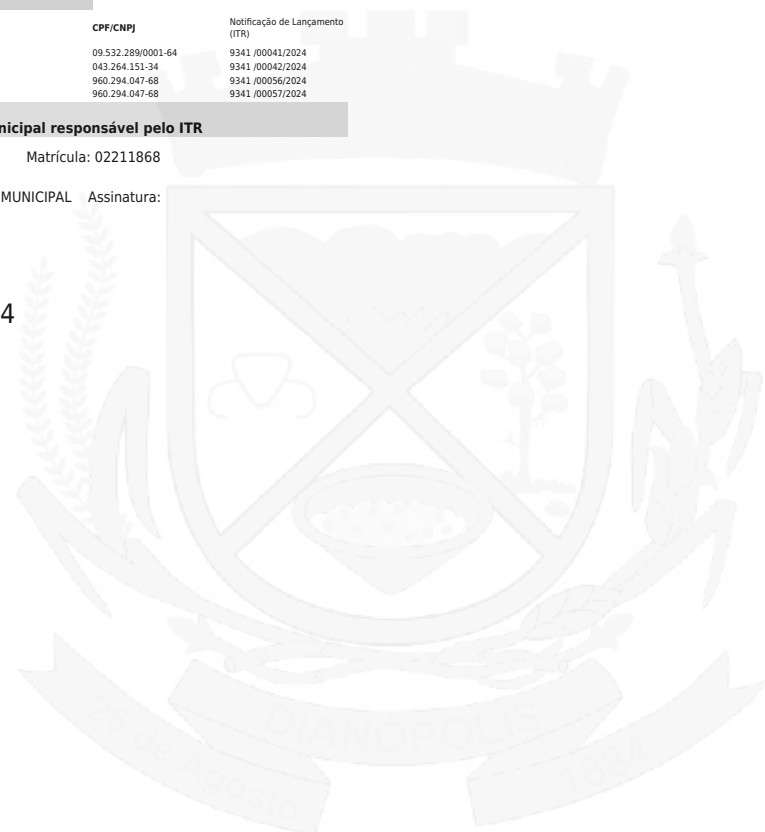 CPF/CNPJ
Notificação de Lançamento
(ITR)
09.532.289/0001-64 9341 /00041/2024
043.264.151-34 9341 /00042/2024
960.294.047-68 9341 /00056/2024
960.294.047-68 9341 /00057/2024
nicipal responsável pelo ITR
Matrícula: 02211868
MUNICIPAL Assinatura:
4
DIANÓPOLIS
26 de Agosto
1884